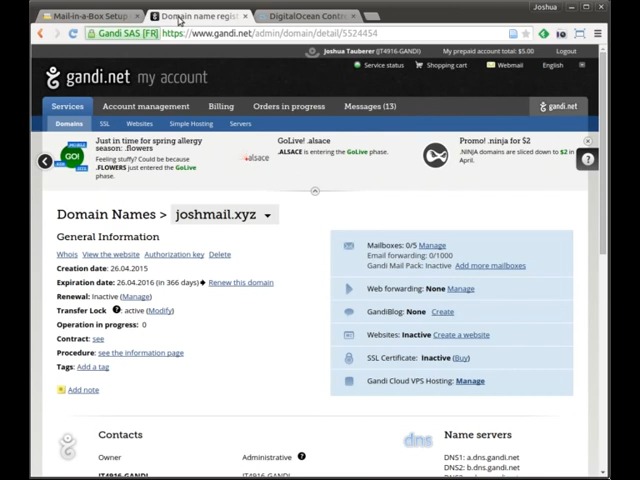 Joshua
Mail-in-a-Box Setup
Domain name regist
DigitalOcean Contro
Gandi SAS [FR]
https://www.gandi.net/admin/domain/detail/5524454
Joshua Tauberer (JT4916-GANDI)
My prepaid account total: $5.00
Logout
Service status
Shopping cart
Webmail
English
gandi.net my account
Services
Account management
Billing
Orders in progress
Messages (13)
gandi.net
Domains
SSL
Websites
Simple Hosting
Servers
GO!
Just in time for spring allergy
season: .flowers
Feeling stuffy? Could be because
.FLOWERS just entered the GoLive
phase.
alsace
GoLive! .alsace
.ALSACE is entering the GoLive phase.
Promo! .ninja for $2
.NINJA domains are sliced down to $2 in
April.
?
Domain Names > joshmail.xyz
General Information
Whois View the website Authorization key Delete
Creation date: 26.04.2015
Expiration date: 26.04.2016 (in 366 days) Renew this domain
Renewal: Inactive (Manage)
Transfer Lock ? : active (Modify)
Operation in progress: 0
Contract: see
Procedure: see the information page
Tags: Add a tag
Add note
Mailboxes: 0/5 Manage
Email forwarding: 0/1000
Gandi Mail Pack: Inactive Add more mailboxes
Web forwarding: None Manage
GandiBlog: None Create
Websites: Inactive Create a website
SSL Certificate: Inactive (Buy)
Gandi Cloud VPS Hosting: Manage
Contacts
Owner
Administrative ?
JT4916-GANDI
JT4916-GANDI
dns
Name servers
DNS1: a.dns.gandi.net
DNS2: b.dns.gandi.net